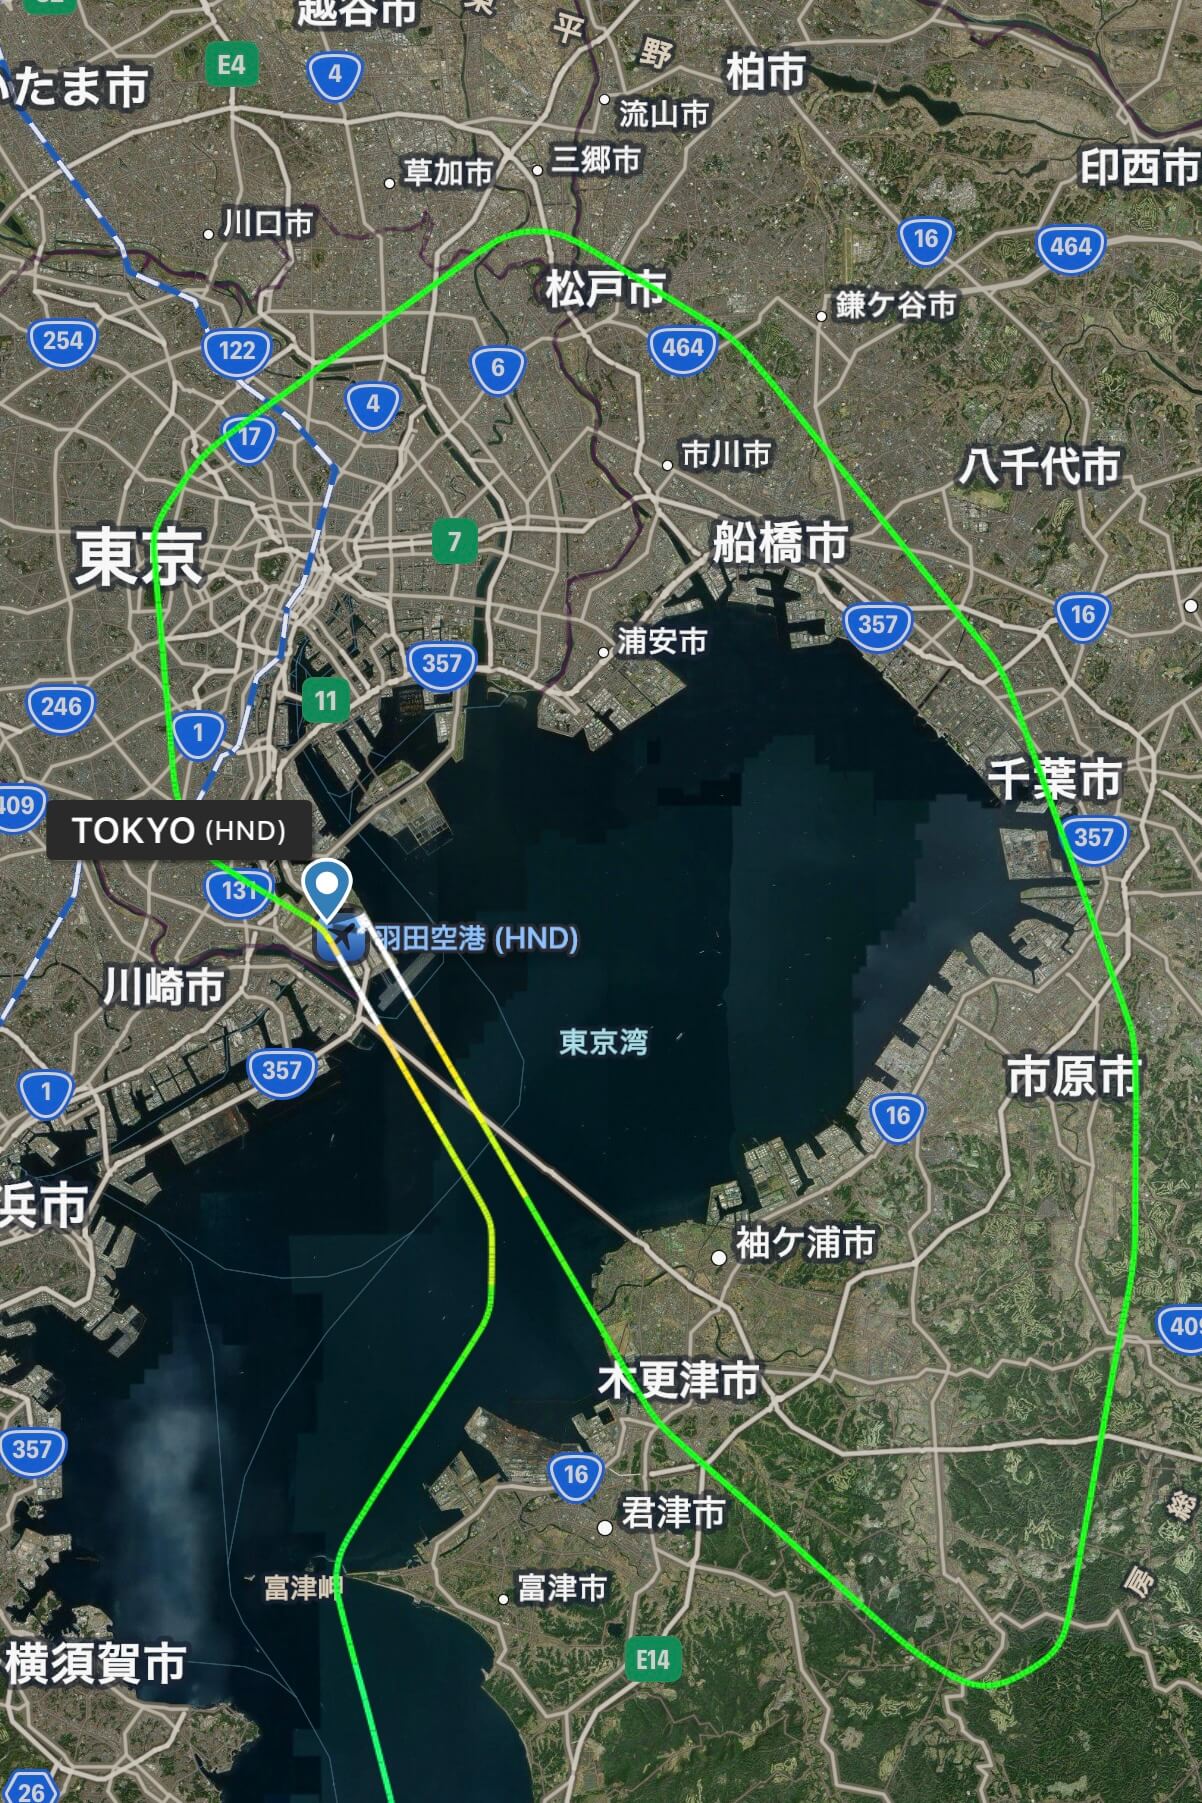 越谷市
平
野
E4
4
柏市
いたま市
流山市
三郷市
草加市
印西市
川口市
16
464
松戸市
鎌ケ谷市
254
122
464
6
4
17
市川市
八千代市
東京
7
船橋市
16
357
浦安市
357
246
11
1
千葉市
409
TOKYO (HND)
357
131
羽田空港 (HND)
川崎市
東京湾
357
市原市
1
16
浜市
袖ケ浦市
409
木更津市
357
16
君津市
総
房
富津岬
富津市
横須賀市
E14
26